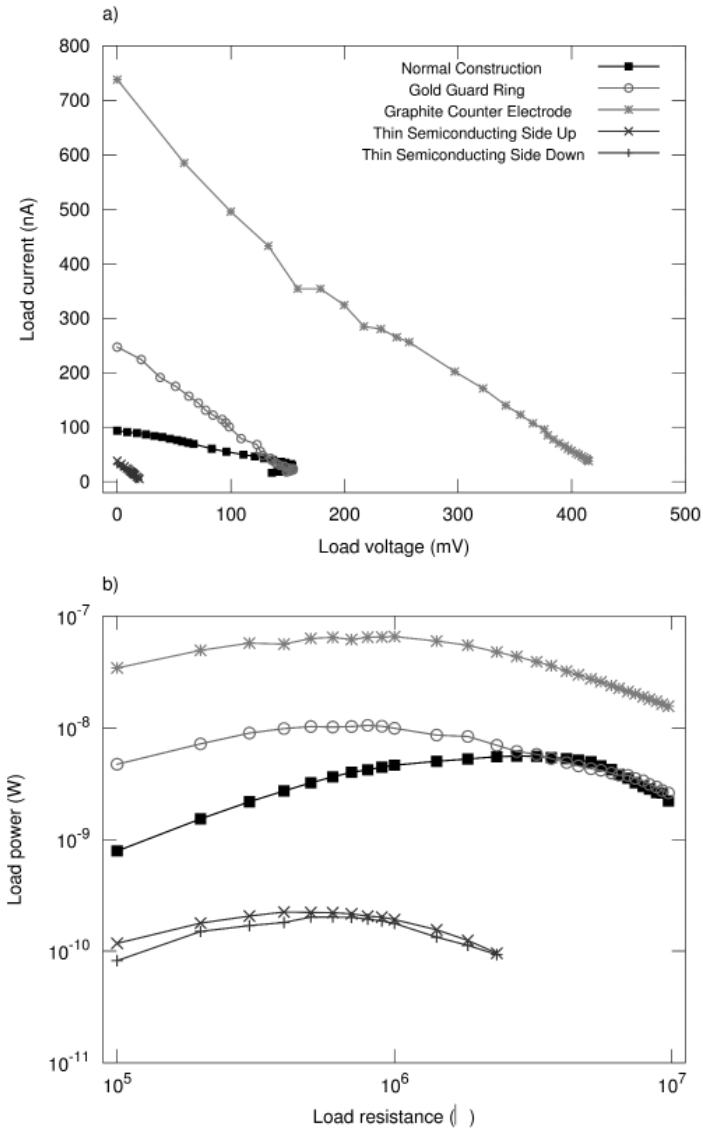 a)
800
700
600
500
400
300
200
100
0
Load current (nA)
Normal Construction
Gold Guard Ring
Graphite Counter Electrode
Thin Semiconducting Side Up
Thin Semiconducting Side Down
0 100 200 300 400 500
Load voltage (mV)
b)
10⁻⁷
10⁻⁸
10⁻⁹
10⁻¹⁰
10⁻¹¹
Load power (W)
10⁵ 10⁶ 10⁷
Load resistance ( )